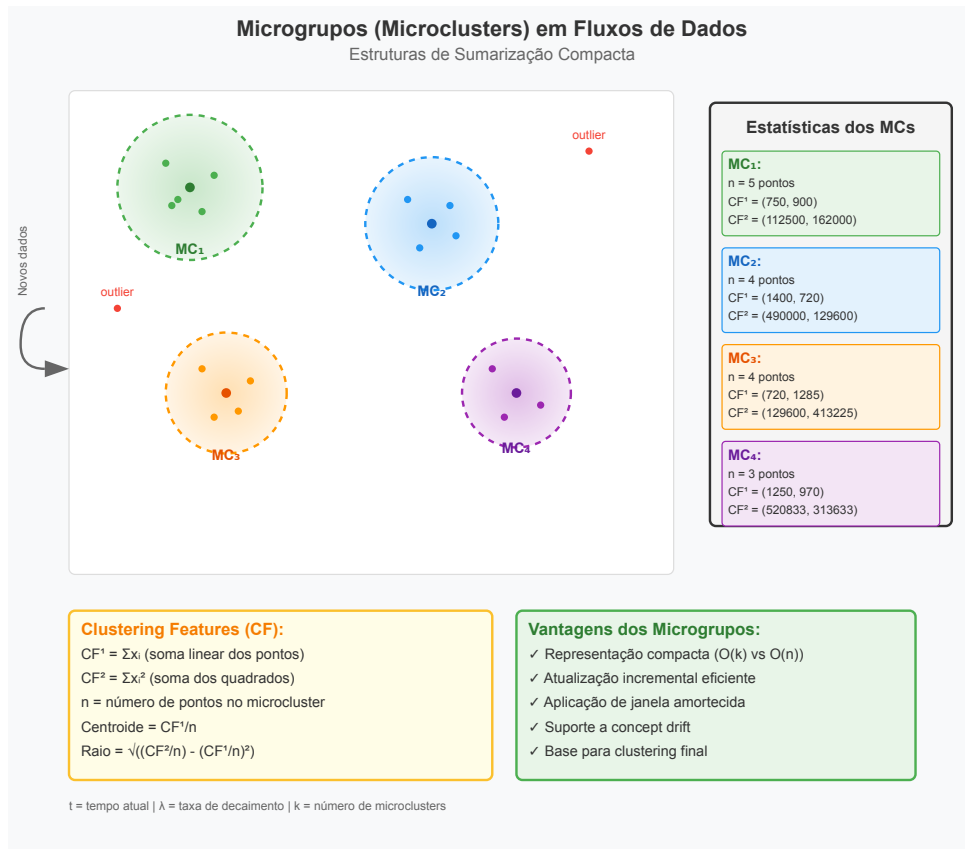 Microgrupos (Microclusters) em Fluxos de Dados
Estruturas de Sumarização Compacta
Novos dados
outlier
outlier
MC₁
MC₂
MC₃
MC₄
Estatísticas dos MCs
MC₁:
n = 5 pontos
CF¹ = (750, 900)
CF² = (112500, 162000)
MC₂:
n = 4 pontos
CF¹ = (1400, 720)
CF² = (490000, 129600)
MC₃:
n = 4 pontos
CF¹ = (720, 1285)
CF² = (129600, 413225)
MC₄:
n = 3 pontos
CF¹ = (1250, 970)
CF² = (520833, 313633)
Clustering Features (CF):
CF¹ = Σxᵢ (soma linear dos pontos)
CF² = Σxᵢ² (soma dos quadrados)
n = número de pontos no microcluster
Centroide = CF¹/n
Raio = √((CF²/n) - (CF¹/n)²)
Vantagens dos Microgrupos:
✓ Representação compacta (O(k) vs O(n))
✓ Atualização incremental eficiente
✓ Aplicação de janela amortecida
✓ Suporte a concept drift
✓ Base para clustering final
t = tempo atual | λ = taxa de decaimento | k = número de microclusters